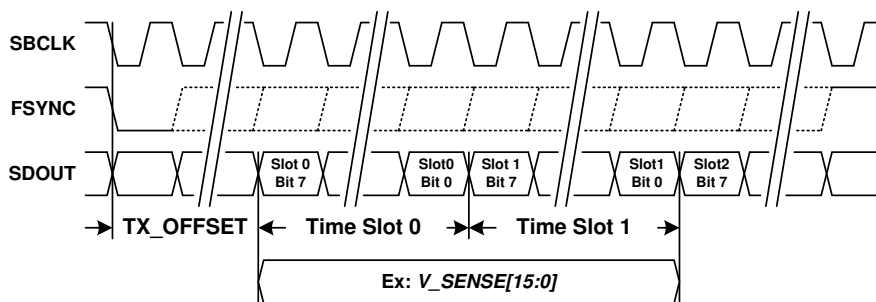 SBCLK
FSYNC
SDOUT
Slot 0 Bit 7
Slot0 Bit 0
Slot 1 Bit 7
Slot1 Bit 0
Slot2 Bit 7
TX_OFFSET
Time Slot 0
Time Slot 1
Ex: V_SENSE[15:0]